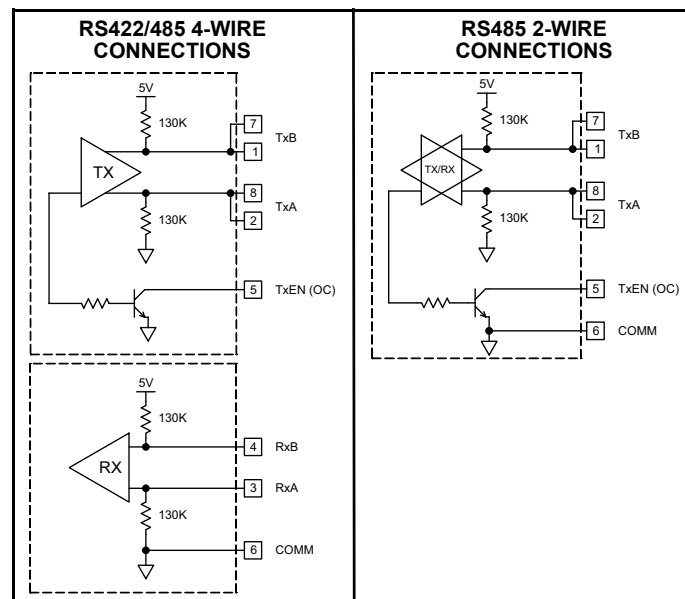 RS422/485 4-WIRE
CONNECTIONS
5V
130K
7
TxB
1
TX
8
TxA
2
130K
5
TxEN (OC)
5V
130K
4
RxB
RX
3
RxA
130K
6
COMM
RS485 2-WIRE
CONNECTIONS
5V
130K
7
TxB
1
TX/RX
8
TxA
2
130K
5
TxEN (OC)
6
COMM